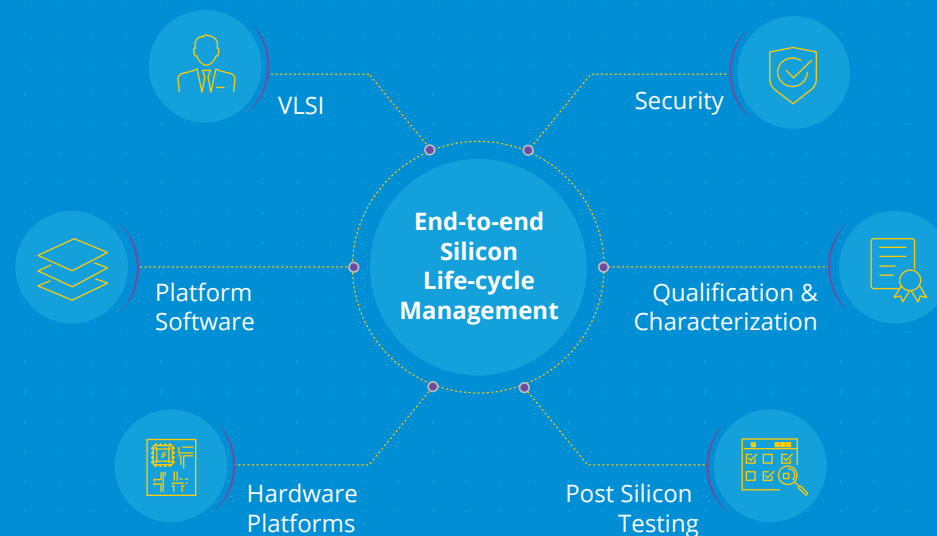 VLSI
Security
End-to-end
Silicon
Life-cycle
Management
Platform
Software
Qualification &
Characterization
Hardware
Platforms
Post Silicon
Testing